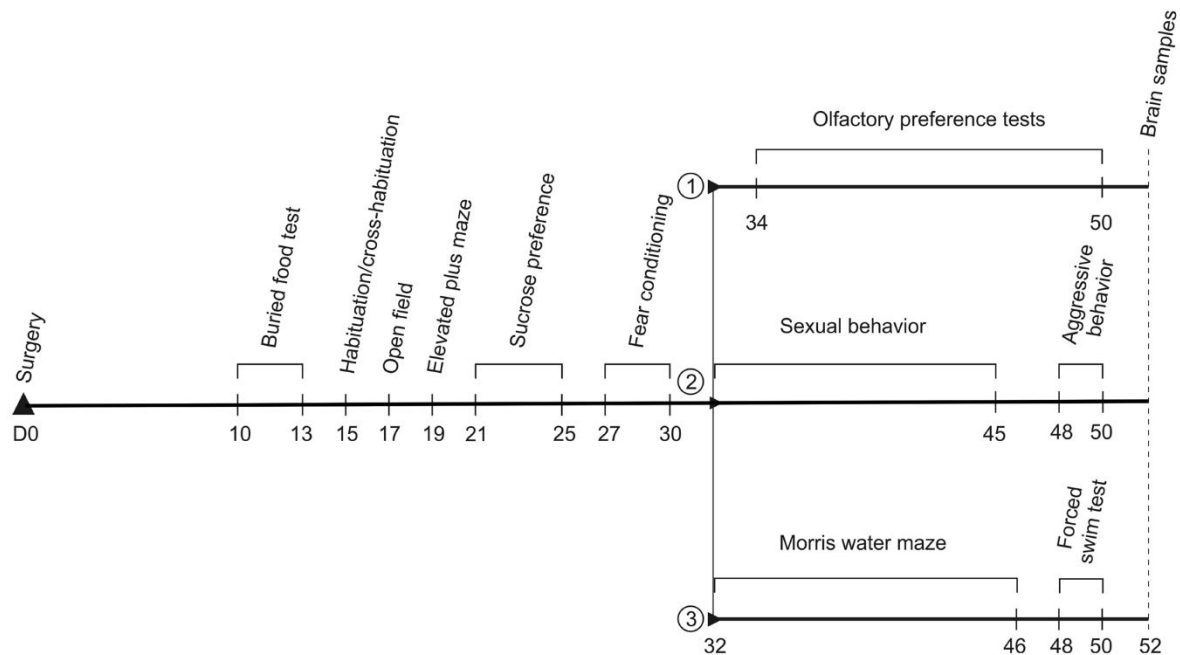 Surgery
D0
Buried food test
Habituation/cross-habituation
Open field
Elevated plus maze
Sucrose preference
Fear conditioning
10 13 15 17 19 21 25 27 30
1
Olfactory preference tests
34 50
Brain samples
2
Sexual behavior
Aggressive
behavior
45 48 50
3
Morris water maze
Forced
swim test
32 46 48 50 52